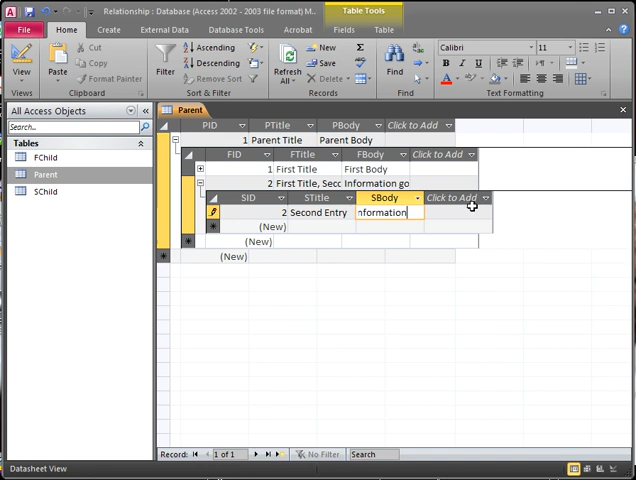 Relationship : Database (Access 2002 - 2003 file format) M...
Table Tools
File Home Create External Data Database Tools Acrobat Fields Table
View
Views
Paste
Cut
Copy
Format Painter
Clipboard
Filter
Ascending
Descending
Remove Sort
Sort & Filter
Refresh All
New
Save
Delete
Records
Find
Find
Calibri 11
B I U
A
Text Formatting
All Access Objects
Search...
Tables
FChild
Parent
SChild
Parent
PID PTitle PBody Click to Add
1 Parent Title Parent Body
FID FTitle FBody Click to Add
1 First Title First Body
2 First Title, Secc Information go
SID STitle SBody Click to Add
2 Second Entry nformation
(New)
(New)
(New)
Record: 1 of 1 No Filter Search
Datasheet View